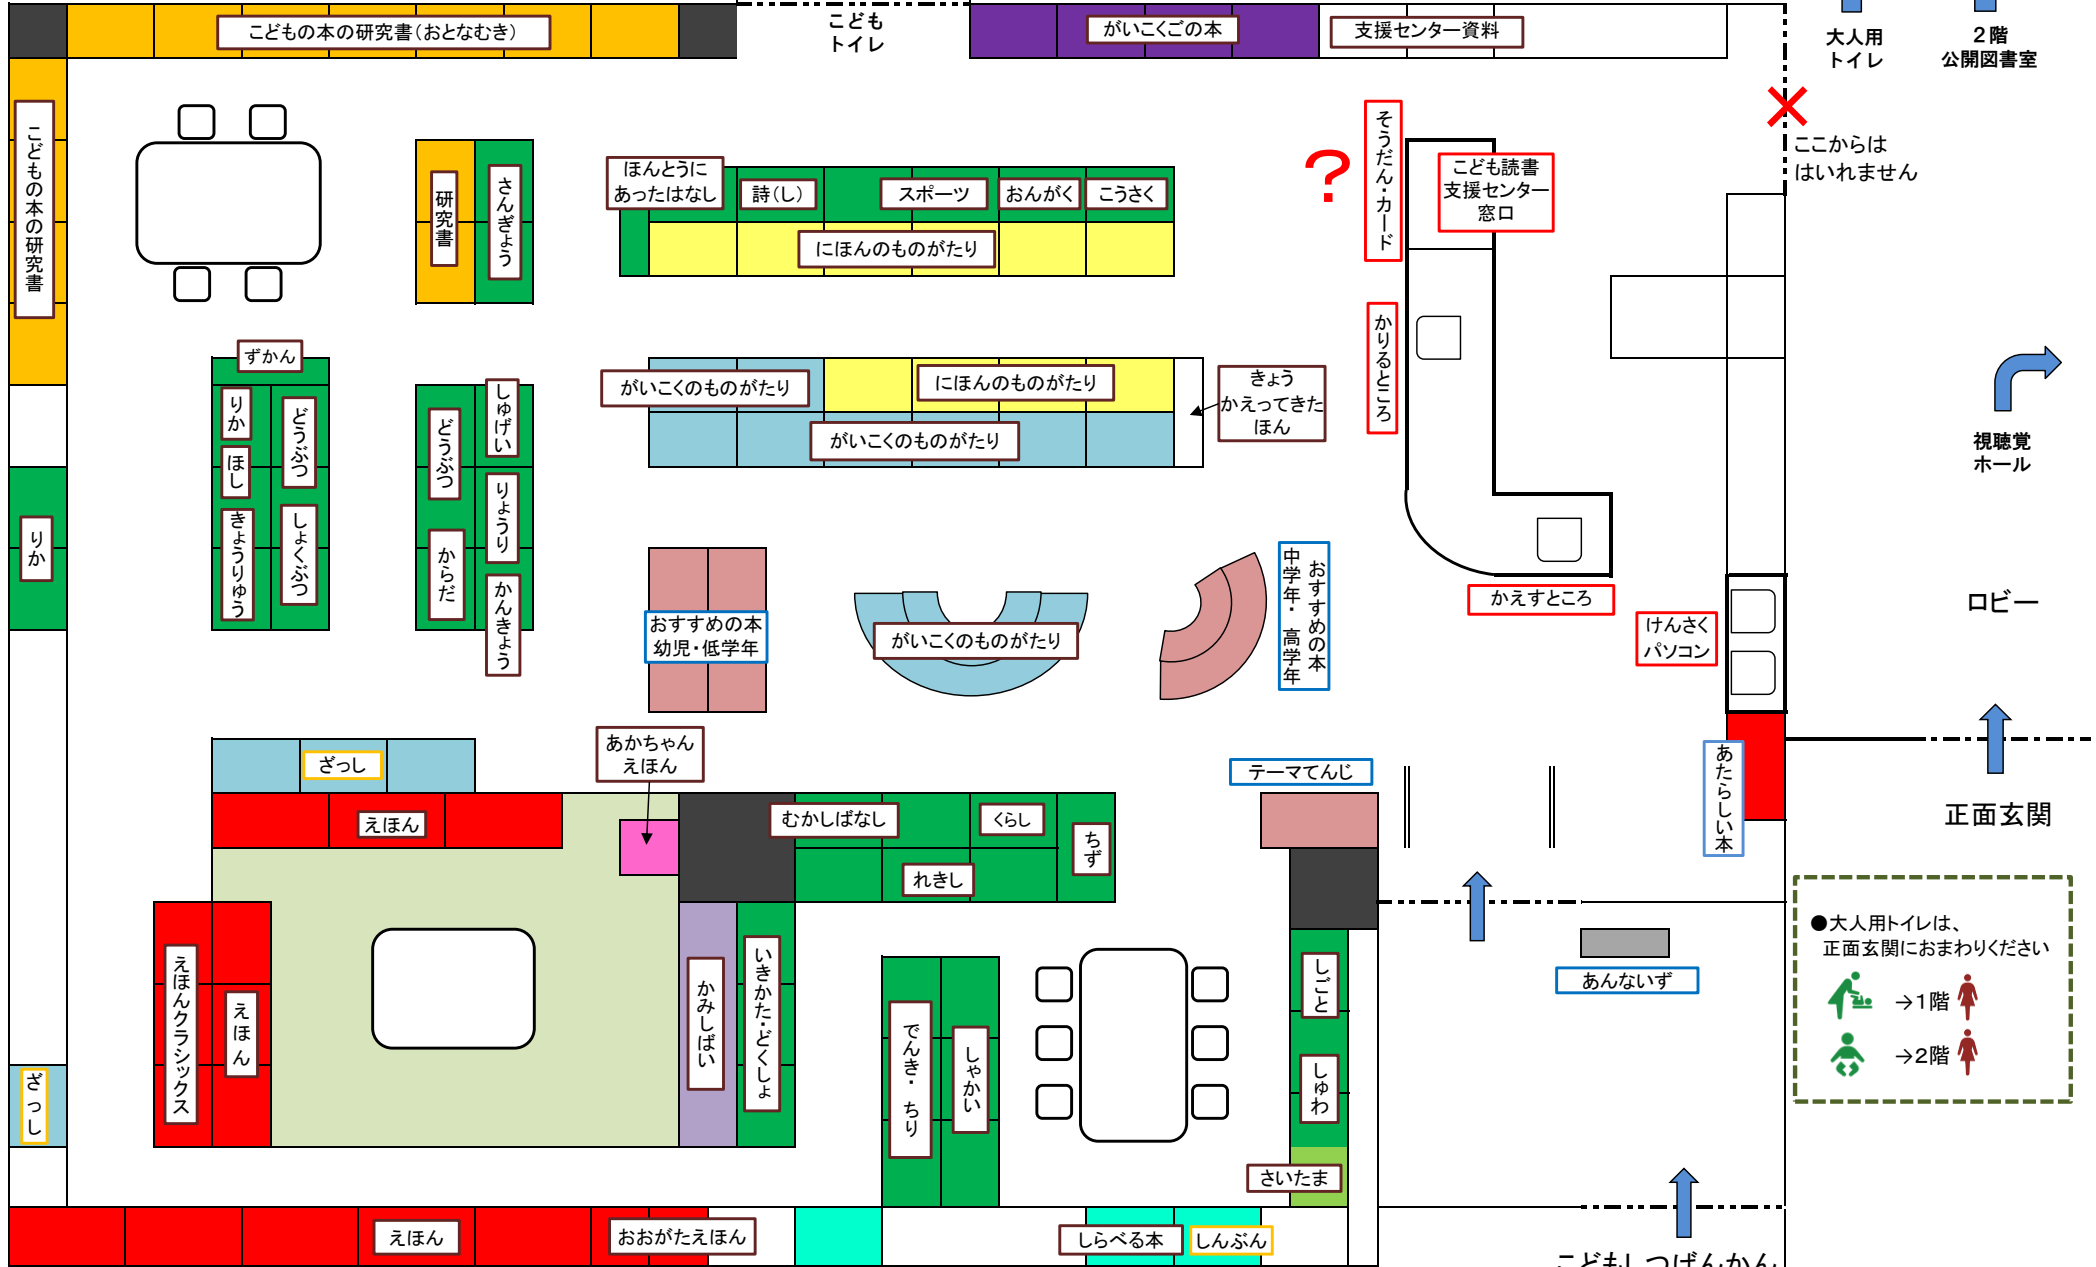 こどもの本の研究書(おとなむき)
こども
トイレ
がいこくごの本
支援センター資料
大人用
トイレ
2階
公開図書室
こどもの本の研究書
研究書
さんぎょう
ほんとうに
あったはなし
詩(し)
スポーツ
おんがく
こうさく
にほんのものがたり
?
そうだん・カード
こども読書
支援センター
窓口
ここからは
はいれません
ずかん
りか
ほし
きょうりゅう
どうぶつ
しょくぶつ
どうぶつ
からだ
しゅげい
りょうり
かんきょう
がいこくのものがたり
にほんのものがたり
がいこくのものがたり
きょう
かえってきた
ほん
かりるところ
視聴覚
ホール
りか
おすすめの本
幼児・低学年
がいこくのものがたり
おすすめの本
中学年・高学年
かえすところ
けんさく
パソコン
ロビー
ざっし
あかちゃん
えほん
テーマてんじ
あたらしい本
正面玄関
えほん
むかしばなし
くらし
ちず
れきし
えほんクラシックス
えほん
かみしばい
いきかた・どくしょ
でんき・ちり
しゃかい
しごと
しゅわ
さいたま
あんないず
●大人用トイレは、
正面玄関におまわりください
→1階
→2階
ざっし
えほん
おおがたえほん
しらべる本
しんぶん
こどもしつげんかん